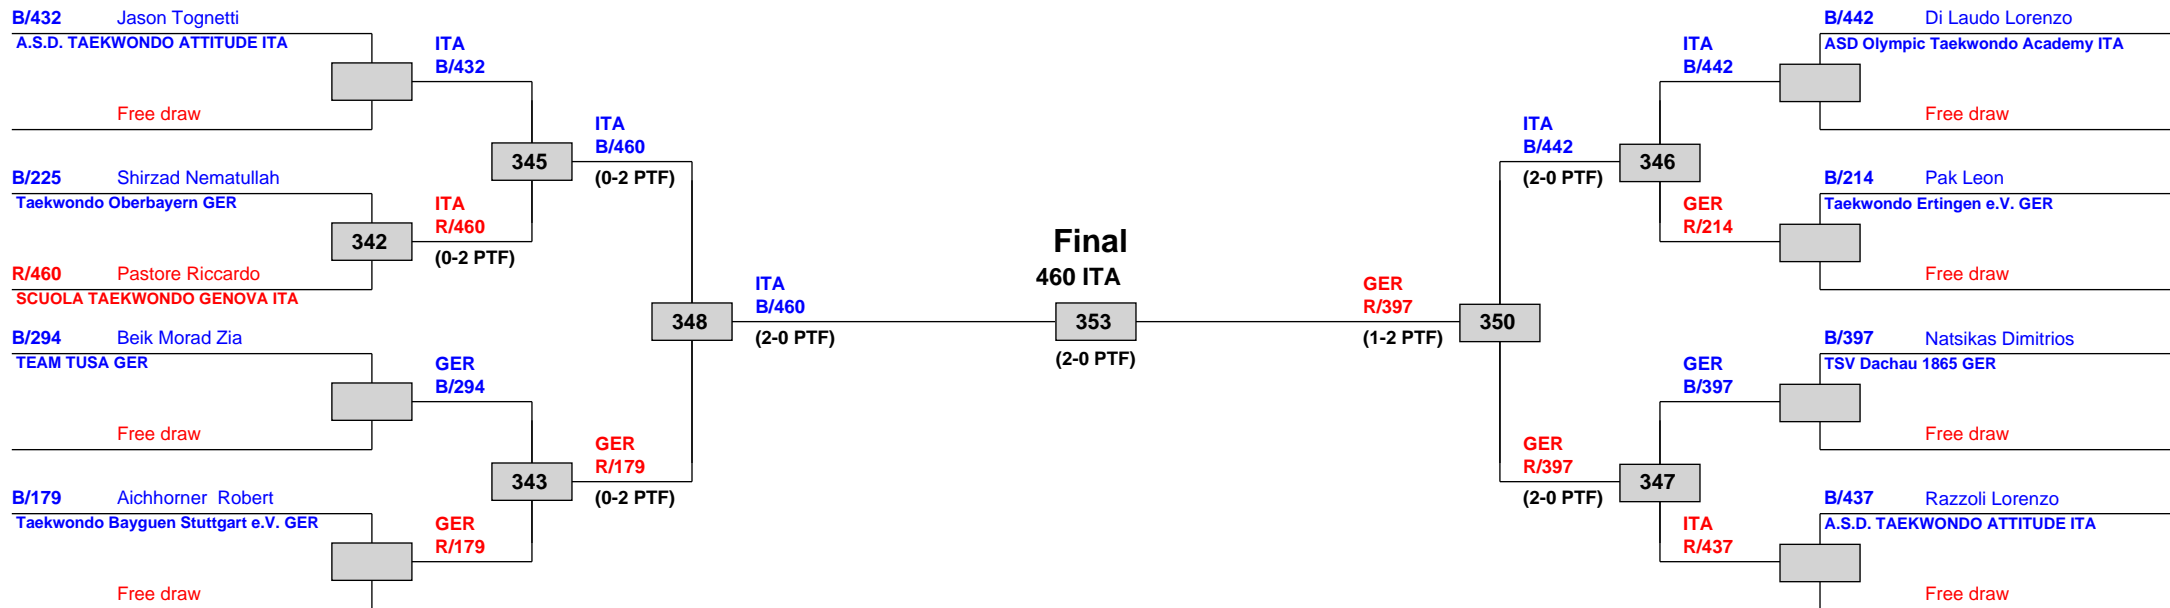 B/432 Jason Tognetti
A.S.D. TAEKWONDO ATTITUDE ITA
Free draw
B/225 Shirzad Nematullah
Taekwondo Oberbayern GER
R/460 Pastore Riccardo
SCUOLA TAEKWONDO GENOVA ITA
B/294 Beik Morad Zia
TEAM TUSA GER
Free draw
B/179 Aichhorner Robert
Taekwondo Bayguen Stuttgart e.V. GER
Free draw
342
ITA
B/432
ITA
R/460
(0-2 PTF)
GER
B/294
GER
R/179
345
343
ITA
B/460
(0-2 PTF)
GER
R/179
(0-2 PTF)
348
ITA
B/460
(2-0 PTF)
Final
460 ITA
353
(2-0 PTF)
GER
R/397
(1-2 PTF)
350
ITA
B/442
(2-0 PTF)
GER
R/397
(2-0 PTF)
346
347
ITA
B/442
GER
R/214
GER
B/397
ITA
R/437
B/442 Di Laudo Lorenzo
ASD Olympic Taekwondo Academy ITA
Free draw
B/214 Pak Leon
Taekwondo Ertingen e.V. GER
Free draw
B/397 Natsikas Dimitrios
TSV Dachau 1865 GER
Free draw
B/437 Razzoli Lorenzo
A.S.D. TAEKWONDO ATTITUDE ITA
Free draw